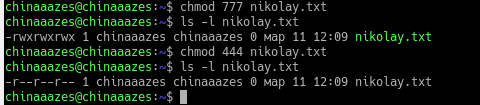 chinaaazes@chinaaazes:~$ chmod 777 nikolay.txt
chinaaazes@chinaaazes:~$ ls -l nikolay.txt
-rwxrwxrwx 1 chinaaazes chinaaazes 0 мар 11 12:09 nikolay.txt
chinaaazes@chinaaazes:~$ chmod 444 nikolay.txt
chinaaazes@chinaaazes:~$ ls -l nikolay.txt
-r--r--r-- 1 chinaaazes chinaaazes 0 мар 11 12:09 nikolay.txt
chinaaazes@chinaaazes:~$